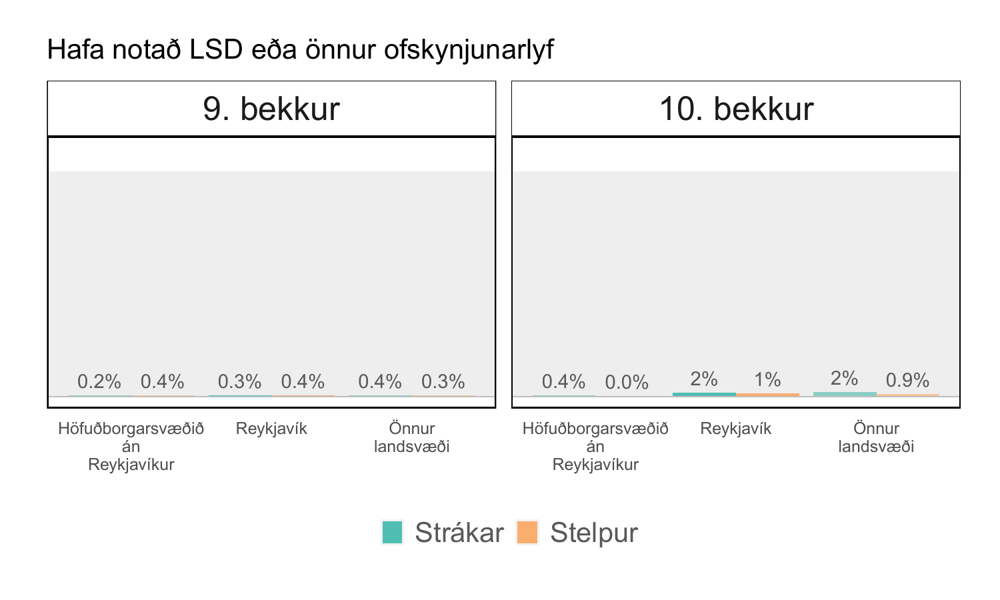 Hafa notað LSD eða önnur ofskynjunarlyf
9. bekkur
10. bekkur
0.2% 0.4% 0.3% 0.4% 0.4% 0.3%
0.4% 0.0% 2% 1% 2% 0.9%
Höfuðborgarsvæðið
án
Reykjavíkur
Reykjavík
Önnur
landsvæði
Höfuðborgarsvæðið
án
Reykjavíkur
Reykjavík
Önnur
landsvæði
Strákar Stelpur